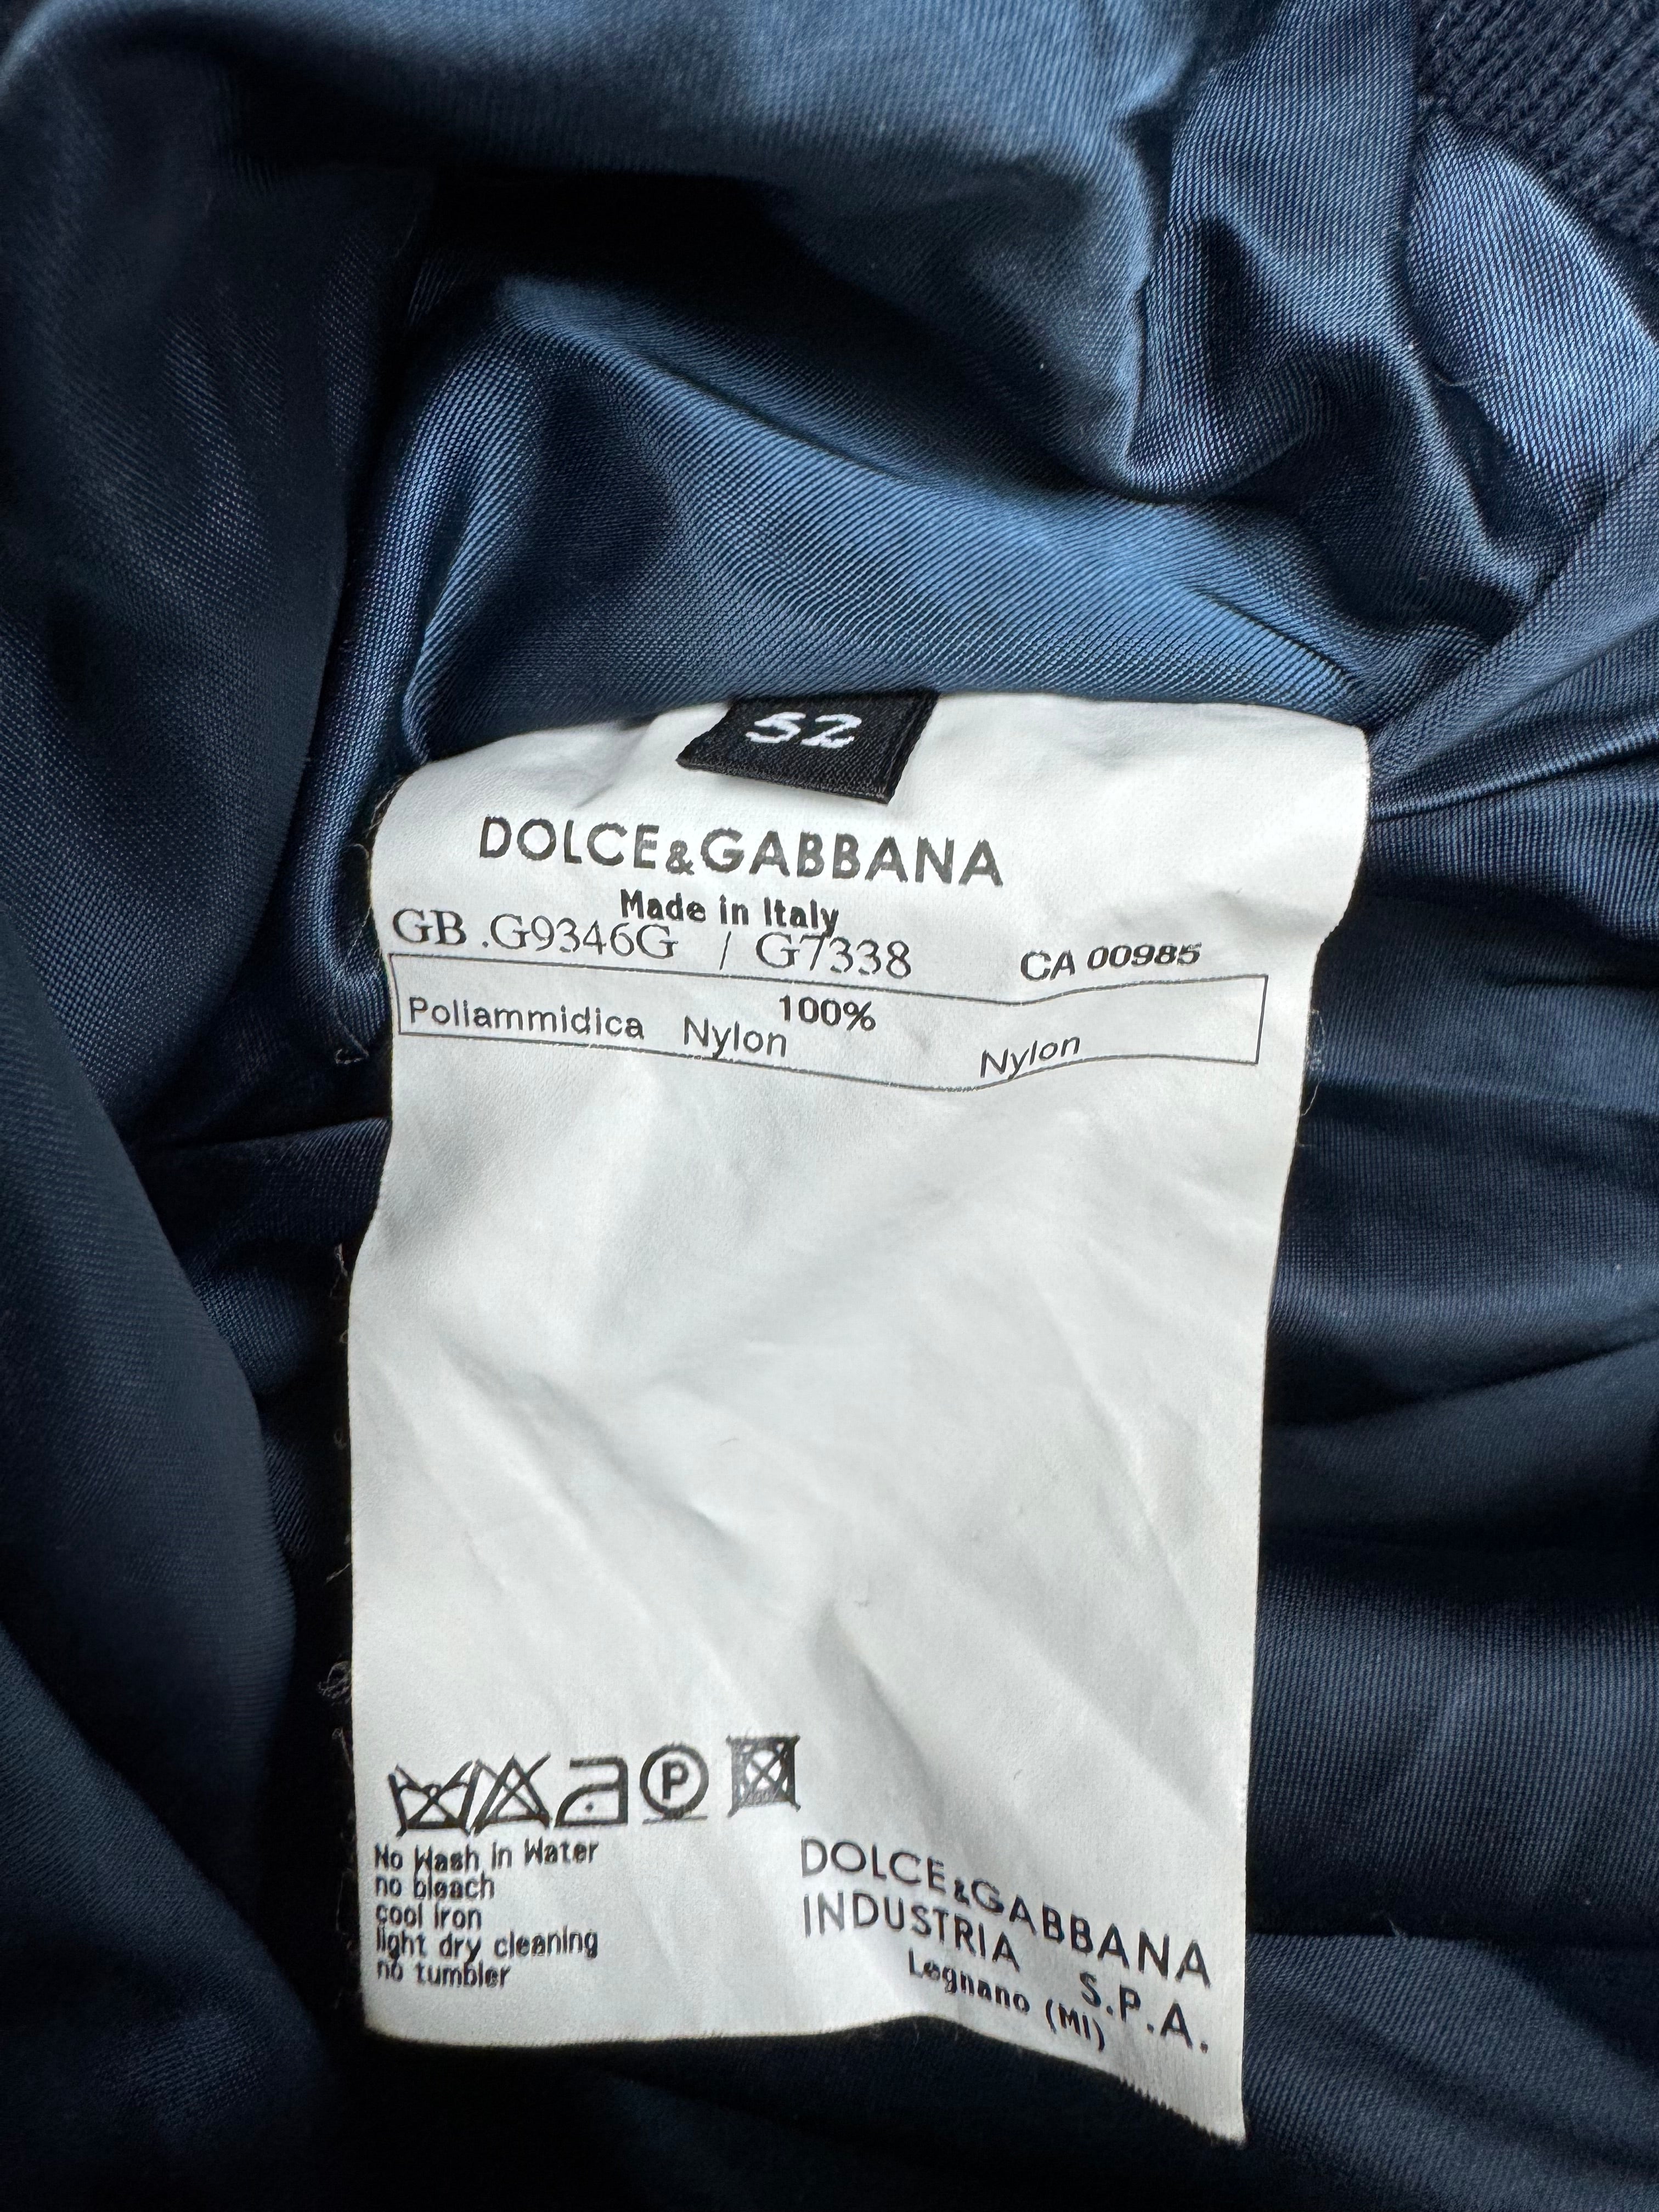 52
DOLCE&GABBANA
Made in Italy
GB.G9346G / G7338 CA 00985
Poliammidica Nylon 100% Nylon
P
No Wash in Water
no bleach
cool iron
light dry cleaning
no tumbler
DOLCE&GABBANA
INDUSTRIA S.P.A.
Legnano (MI)